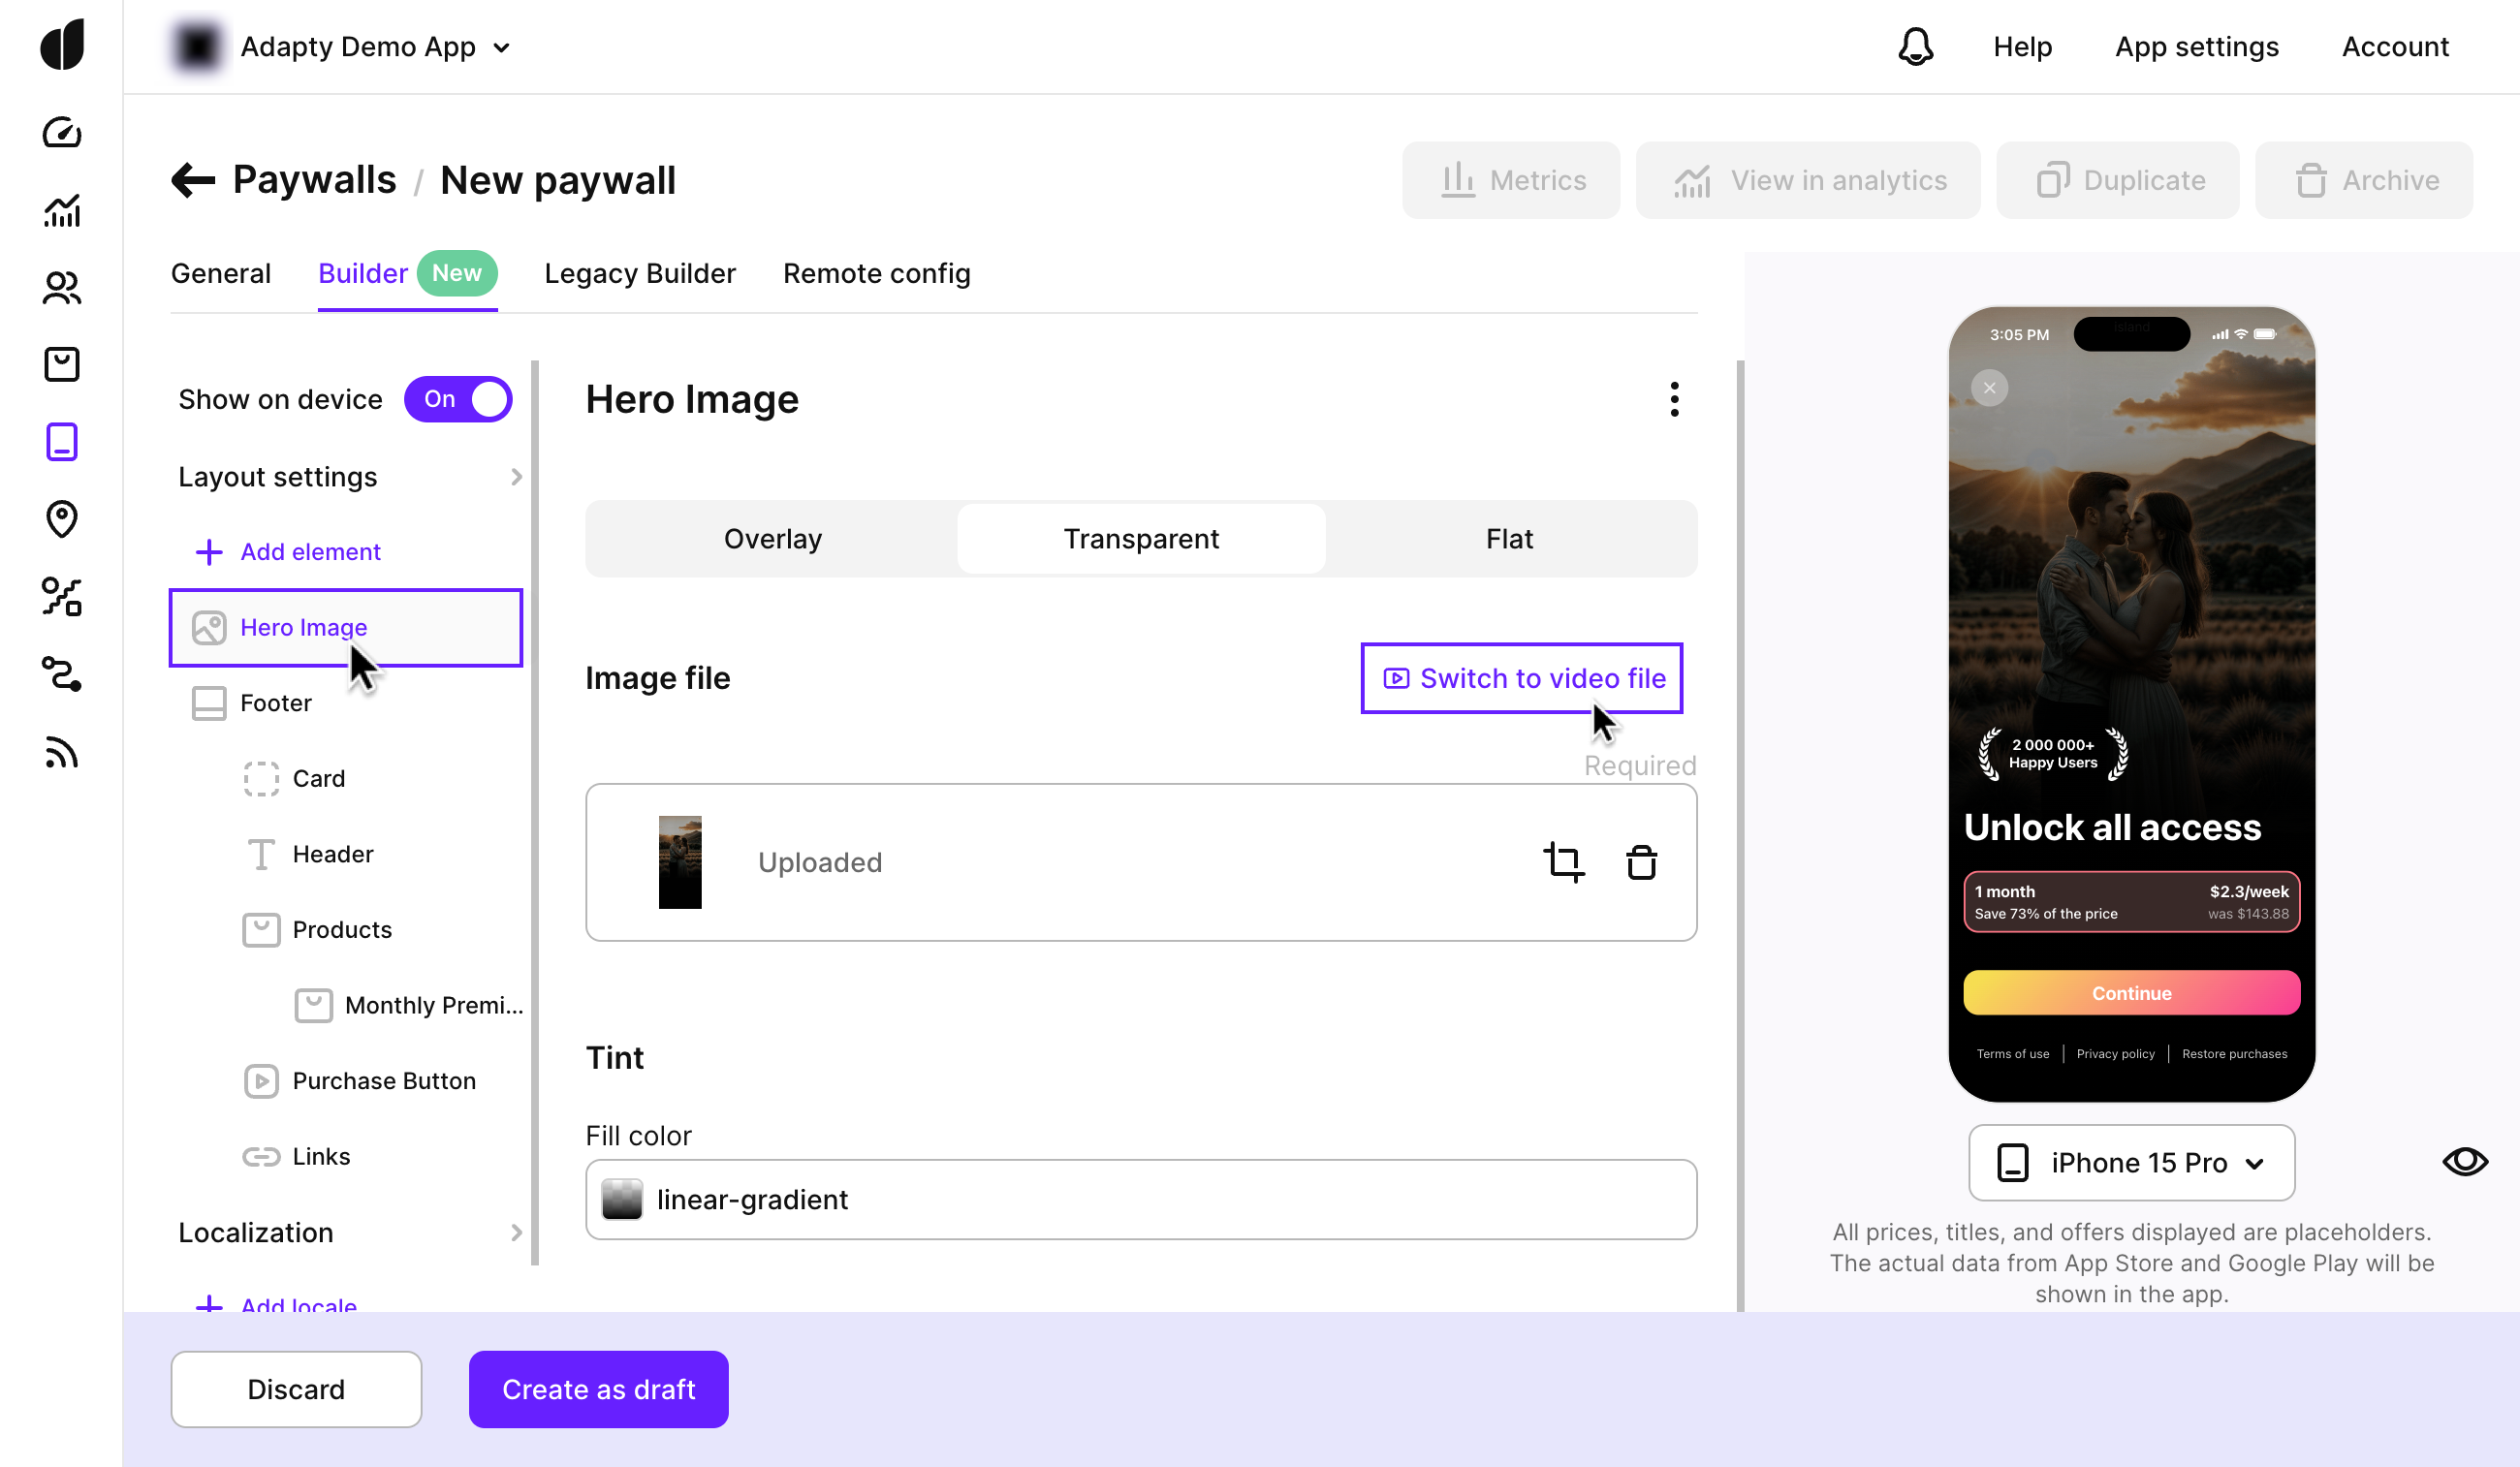 Adapty Demo App
Help
App settings
Account
Paywalls / New paywall
Metrics
View in analytics
Duplicate
Archive
General
Builder New
Legacy Builder
Remote config
Show on device On
Layout settings
Add element
Hero Image
Footer
Card
Header
Products
Monthly Premi...
Purchase Button
Links
Localization
Add locale
Hero Image
Overlay
Transparent
Flat
Image file
Switch to video file
Required
Uploaded
Tint
Fill color
linear-gradient
3:05 PM
island
2 000 000+
Happy Users
Unlock all access
1 month $2.3/week
Save 73% of the price was $143.88
Continue
Terms of use | Privacy policy | Restore purchases
iPhone 15 Pro
All prices, titles, and offers displayed are placeholders.
The actual data from App Store and Google Play will be
shown in the app.
Discard
Create as draft